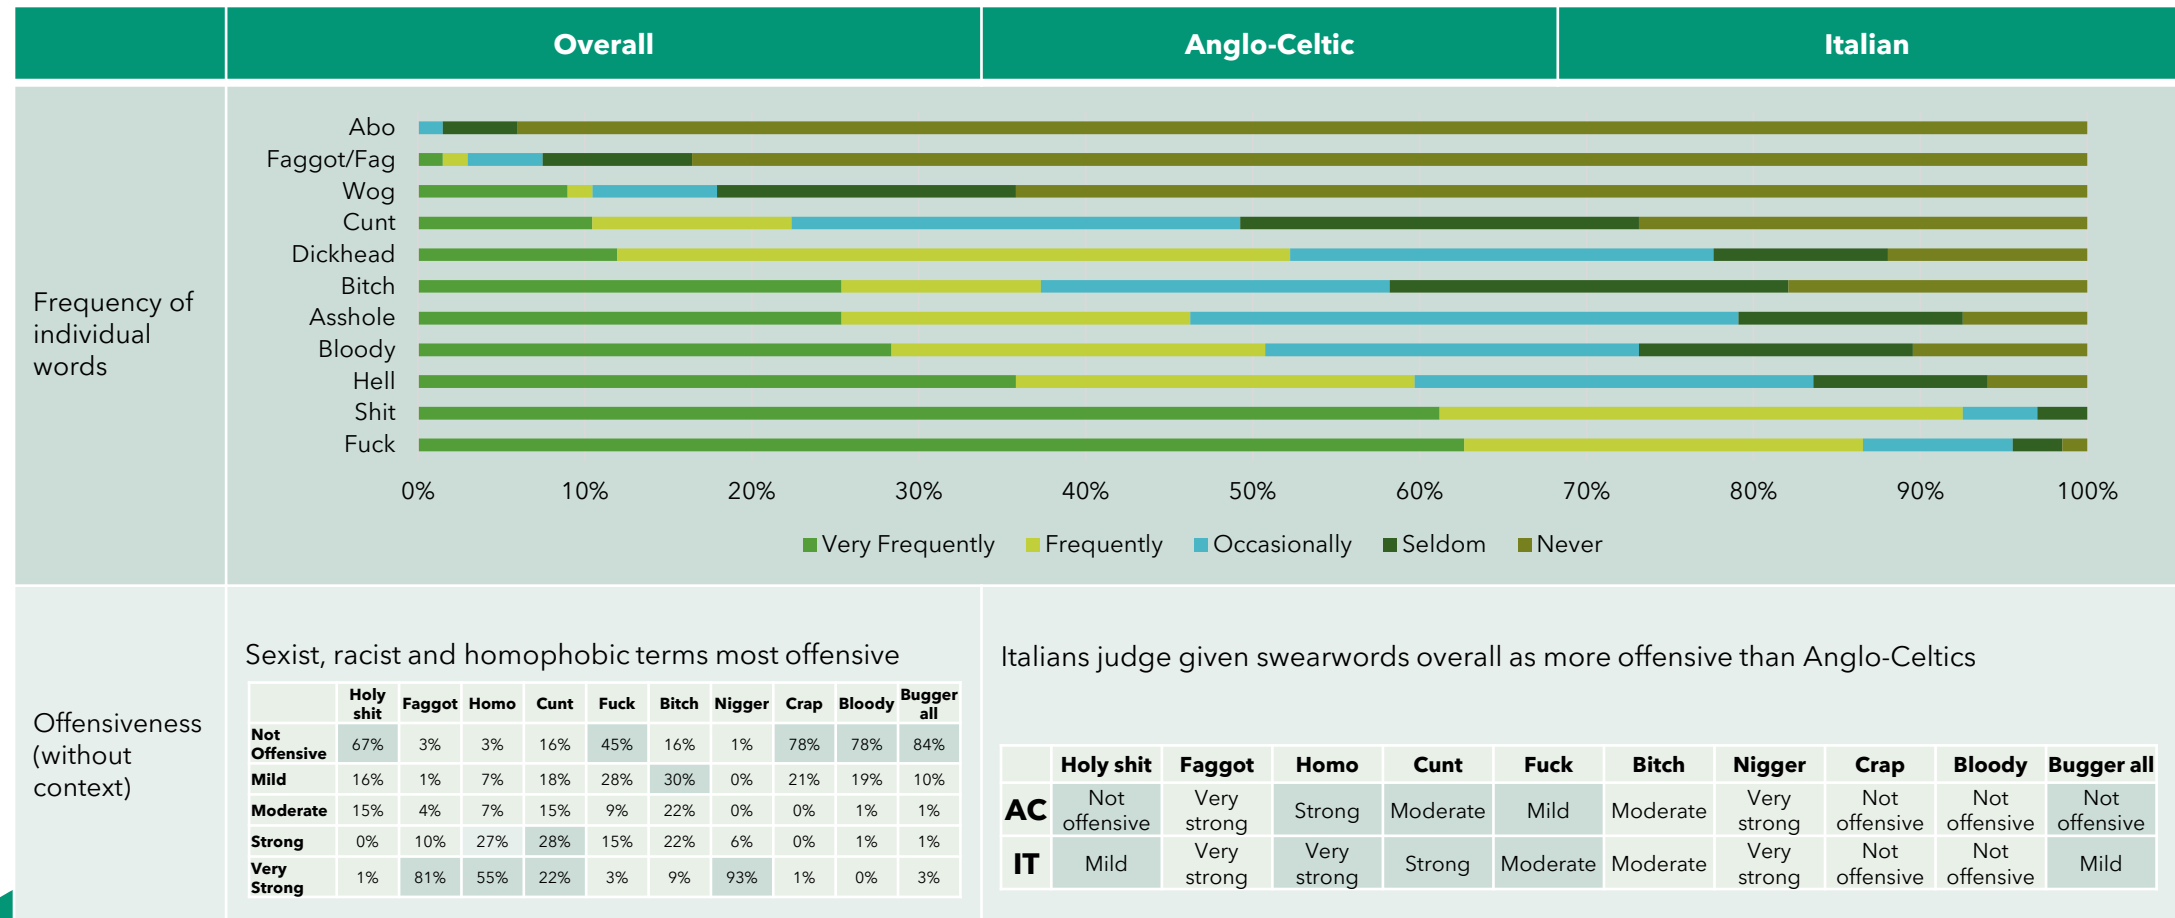 Overall
Anglo-Celtic
Italian
Frequency of
individual
words
Abo
Faggot/Fag
Wog
Cunt
Dickhead
Bitch
Asshole
Bloody
Hell
Shit
Fuck
0% 10% 20% 30% 40% 50% 60% 70% 80% 90% 100%
Very Frequently Frequently Occasionally Seldom Never
Offensiveness
(without
context)
Sexist, racist and homophobic terms most offensive
Holy shit Faggot Homo Cunt Fuck Bitch Nigger Crap Bloody Bugger all
Not Offensive 67% 3% 3% 16% 45% 16% 1% 78% 78% 84%
Mild 16% 1% 7% 18% 28% 30% 0% 21% 19% 10%
Moderate 15% 4% 7% 15% 9% 22% 0% 0% 1% 1%
Strong 0% 10% 27% 28% 15% 22% 6% 0% 1% 1%
Very Strong 1% 81% 55% 22% 3% 9% 93% 1% 0% 3%
Italians judge given swearwords overall as more offensive than Anglo-Celtics
Holy shit Faggot Homo Cunt Fuck Bitch Nigger Crap Bloody Bugger all
AC Not offensive Very strong Strong Moderate Mild Moderate Very strong Not offensive Not offensive Not offensive
IT Mild Very strong Very strong Strong Moderate Moderate Very strong Not offensive Not offensive Mild